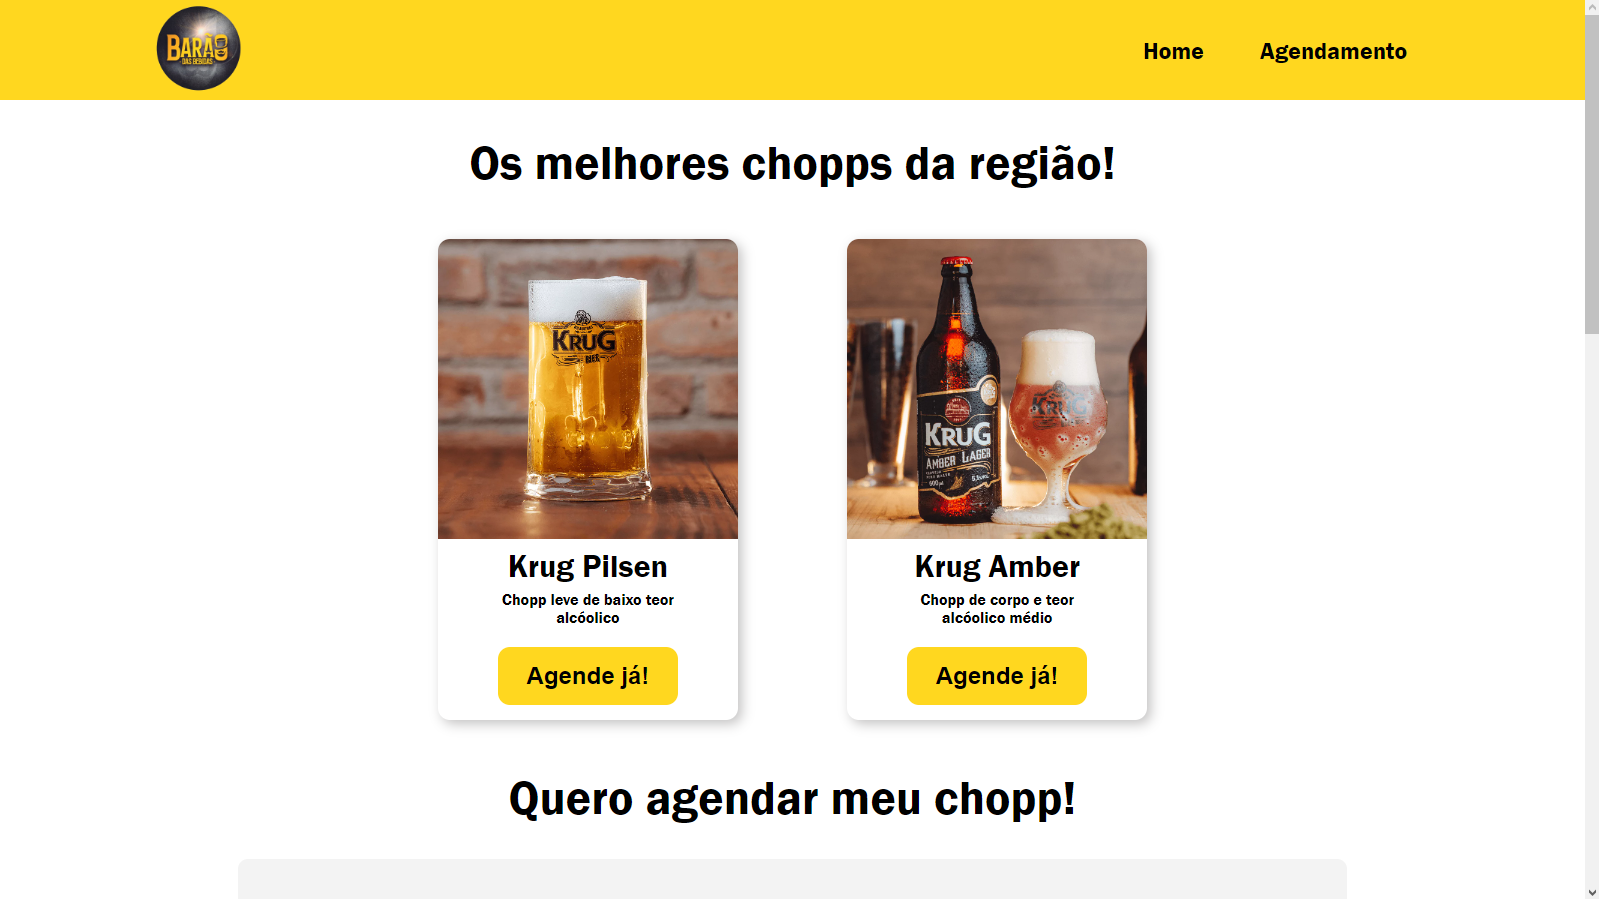 BARÃO
DAS BEBIDAS
Home
Agendamento
Os melhores chopps da região!
KRUG
BIER
KRUG
AMBER LAGER
KRUG
Krug Pilsen
Chopp leve de baixo teor
alcóolico
Agende já!
Krug Amber
Chopp de corpo e teor
alcóolico médio
Agende já!
Quero agendar meu chopp!